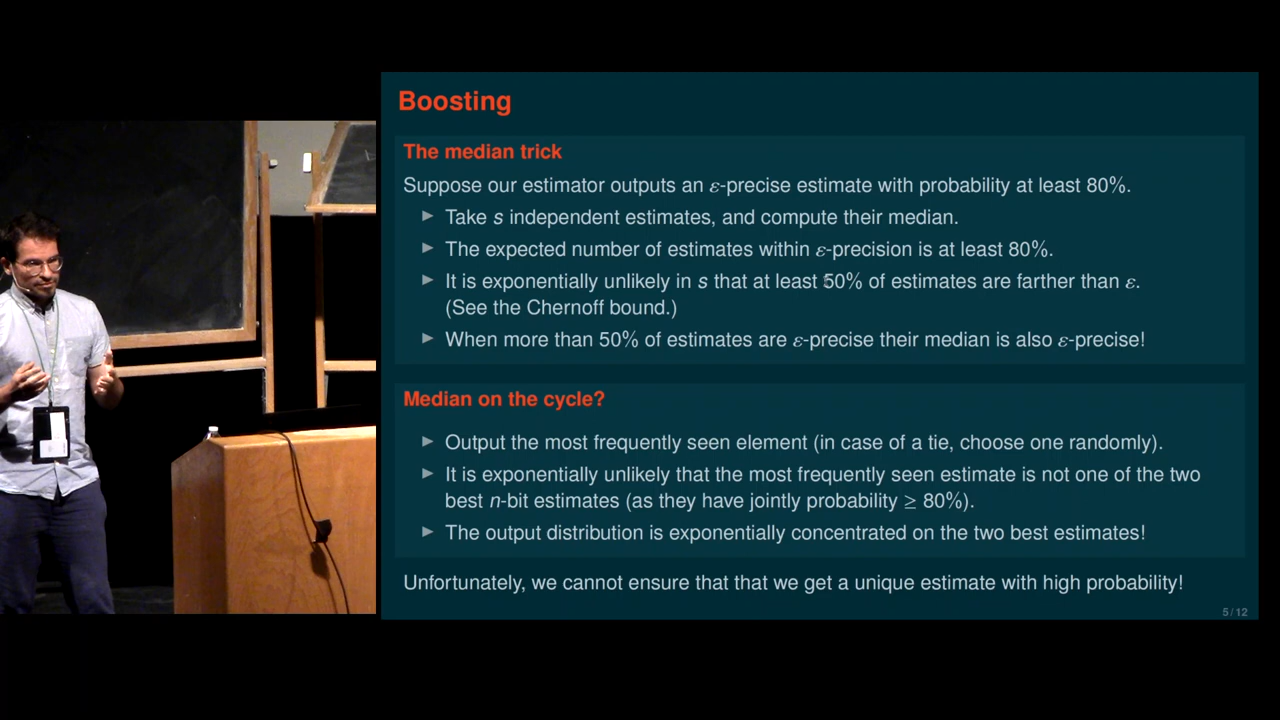 Boosting
The median trick
Suppose our estimator outputs an ε-precise estimate with probability at least 80%.
▶ Take s independent estimates, and compute their median.
▶ The expected number of estimates within ε-precision is at least 80%.
▶ It is exponentially unlikely in s that at least 50% of estimates are farther than ε.
(See the Chernoff bound.)
▶ When more than 50% of estimates are ε-precise their median is also ε-precise!
Median on the cycle?
▶ Output the most frequently seen element (in case of a tie, choose one randomly).
▶ It is exponentially unlikely that the most frequently seen estimate is not one of the two
best n-bit estimates (as they have jointly probability ≥ 80%).
▶ The output distribution is exponentially concentrated on the two best estimates!
Unfortunately, we cannot ensure that that we get a unique estimate with high probability!
5 / 12